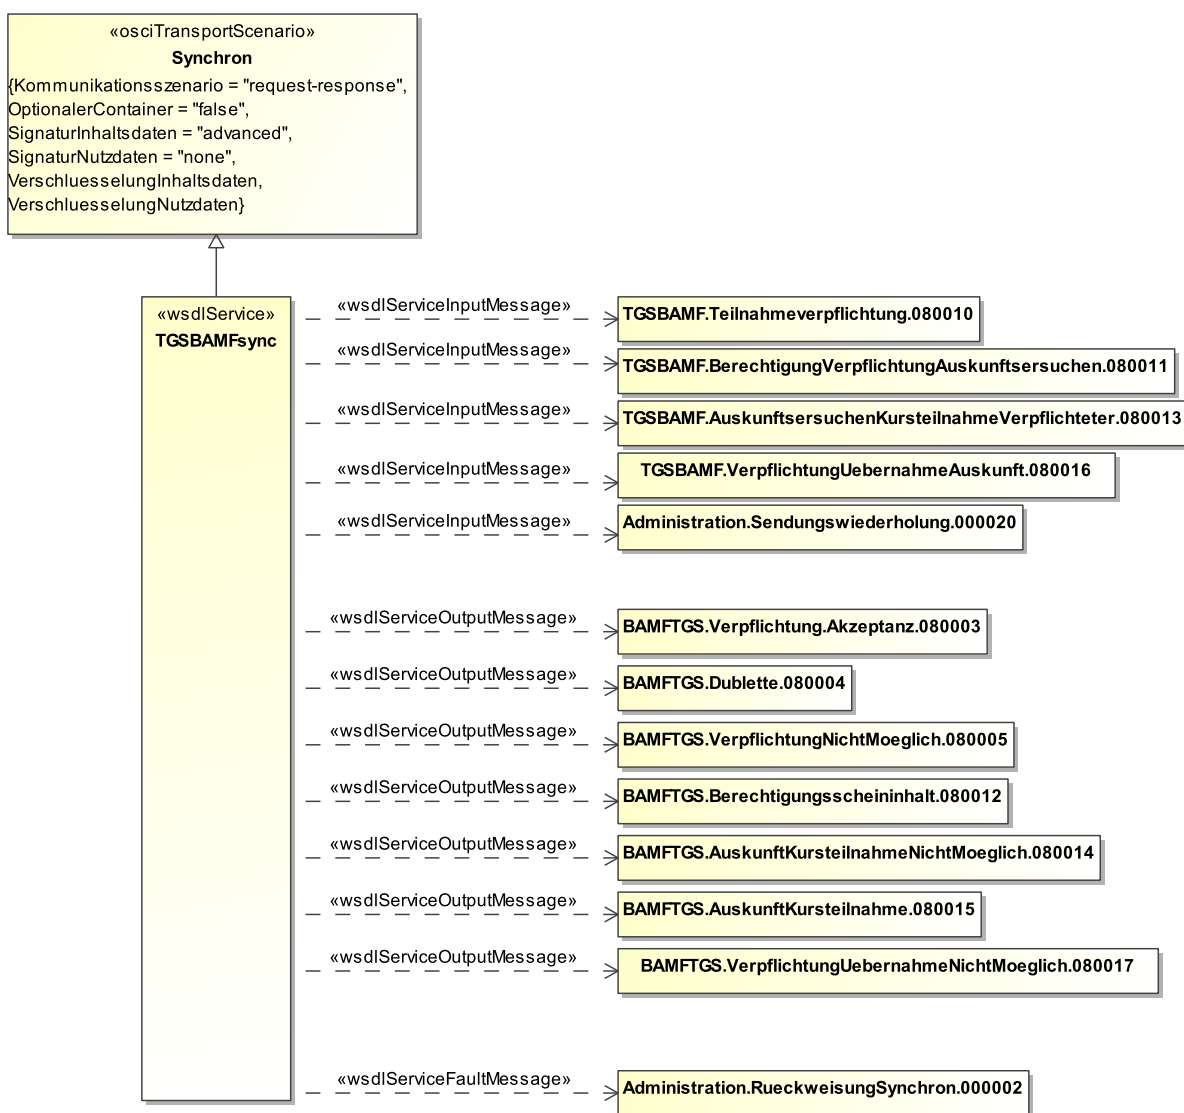 «osciTransportScenario»
Synchron
{Kommunikationsszenario = "request-response",
OptionalerContainer = "false",
SignaturInhaltsdaten = "advanced",
SignaturNutzdaten = "none",
VerschluesselungInhaltsdaten,
VerschluesselungNutzdaten}
«wsdlService»
TGSBAMFsync
«wsdlServiceInputMessage»
TGSBAMF.Teilnahmeverpflichtung.080010
«wsdlServiceInputMessage»
TGSBAMF.BerechtigungVerpflichtungAuskunftsersuchen.080011
«wsdlServiceInputMessage»
TGSBAMF.AuskunftsersuchenKursteilnahmeVerpflichteter.080013
«wsdlServiceInputMessage»
TGSBAMF.VerpflichtungUebernahmeAuskunft.080016
«wsdlServiceInputMessage»
Administration.Sendungswiederholung.000020
«wsdlServiceOutputMessage»
BAMFTGS.Verpflichtung.Akzeptanz.080003
«wsdlServiceOutputMessage»
BAMFTGS.Dublette.080004
«wsdlServiceOutputMessage»
BAMFTGS.VerpflichtungNichtMoeglich.080005
«wsdlServiceOutputMessage»
BAMFTGS.Berechtigungsscheininhalt.080012
«wsdlServiceOutputMessage»
BAMFTGS.AuskunftKursteilnahmeNichtMoeglich.080014
«wsdlServiceOutputMessage»
BAMFTGS.AuskunftKursteilnahme.080015
«wsdlServiceOutputMessage»
BAMFTGS.VerpflichtungUebernahmeNichtMoeglich.080017
«wsdlServiceFaultMessage»
Administration.RueckweisungSynchron.000002